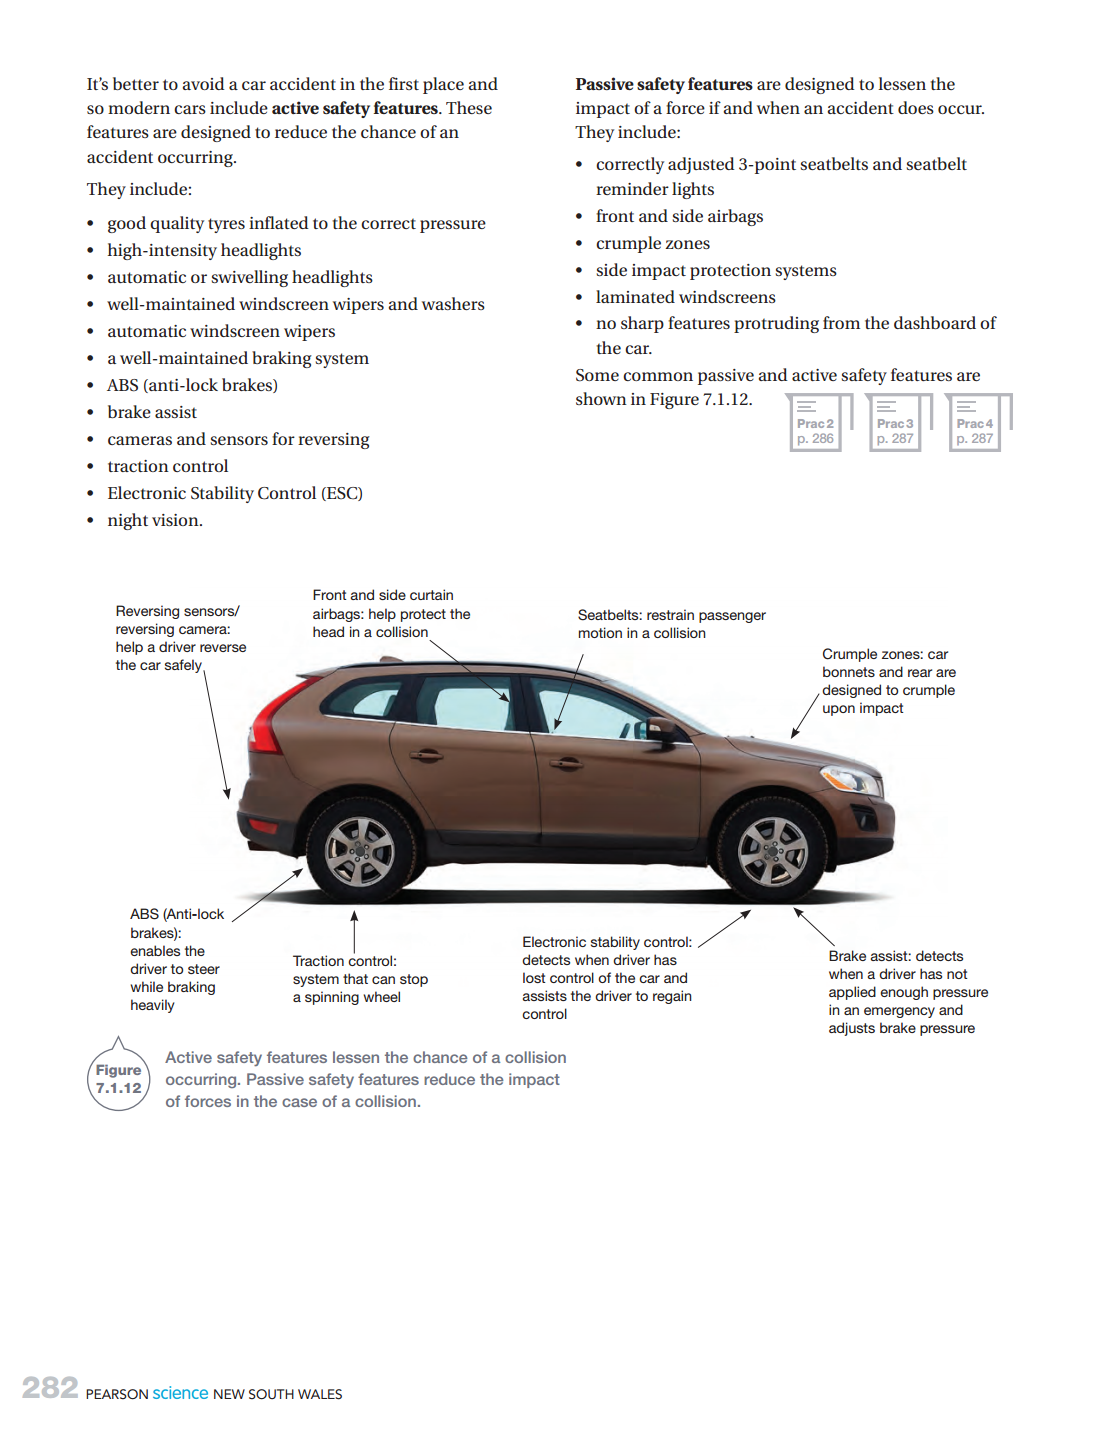 It's better to avoid a car accident in the first place and
so modern cars include active safety features. These
features are designed to reduce the chance of an
accident occurring.
They include:
• good quality tyres inflated to the correct pressure
• high-intensity headlights
• automatic or swivelling headlights
• well-maintained windscreen wipers and washers
• automatic windscreen wipers
• a well-maintained braking system
• ABS (anti-lock brakes)
• brake assist
• cameras and sensors for reversing
• traction control
• Electronic Stability Control (ESC)
• night vision.
Passive safety features are designed to lessen the
impact of a force if and when an accident does occur.
They include:
• correctly adjusted 3-point seatbelts and seatbelt
reminder lights
• front and side airbags
• crumple zones
• side impact protection systems
• laminated windscreens
• no sharp features protruding from the dashboard of
the car.
Some common passive and active safety features are
shown in Figure 7.1.12.
Prac 2
p. 286
Prac 3
p. 287
Prac 4
p. 287
Reversing sensors/
reversing camera:
help a driver reverse
the car safely
Front and side curtain
airbags: help protect the
head in a collision
Seatbelts: restrain passenger
motion in a collision
Crumple zones: car
bonnets and rear are
designed to crumple
upon impact
ABS (Anti-lock
brakes):
enables the
driver to steer
while braking
heavily
Traction control:
system that can stop
a spinning wheel
Electronic stability control:
detects when driver has
lost control of the car and
assists the driver to regain
control
Brake assist: detects
when a driver has not
applied enough pressure
in an emergency and
adjusts brake pressure
Figure
7.1.12
Active safety features lessen the chance of a collision
occurring. Passive safety features reduce the impact
of forces in the case of a collision.
282 PEARSON science NEW SOUTH WALES